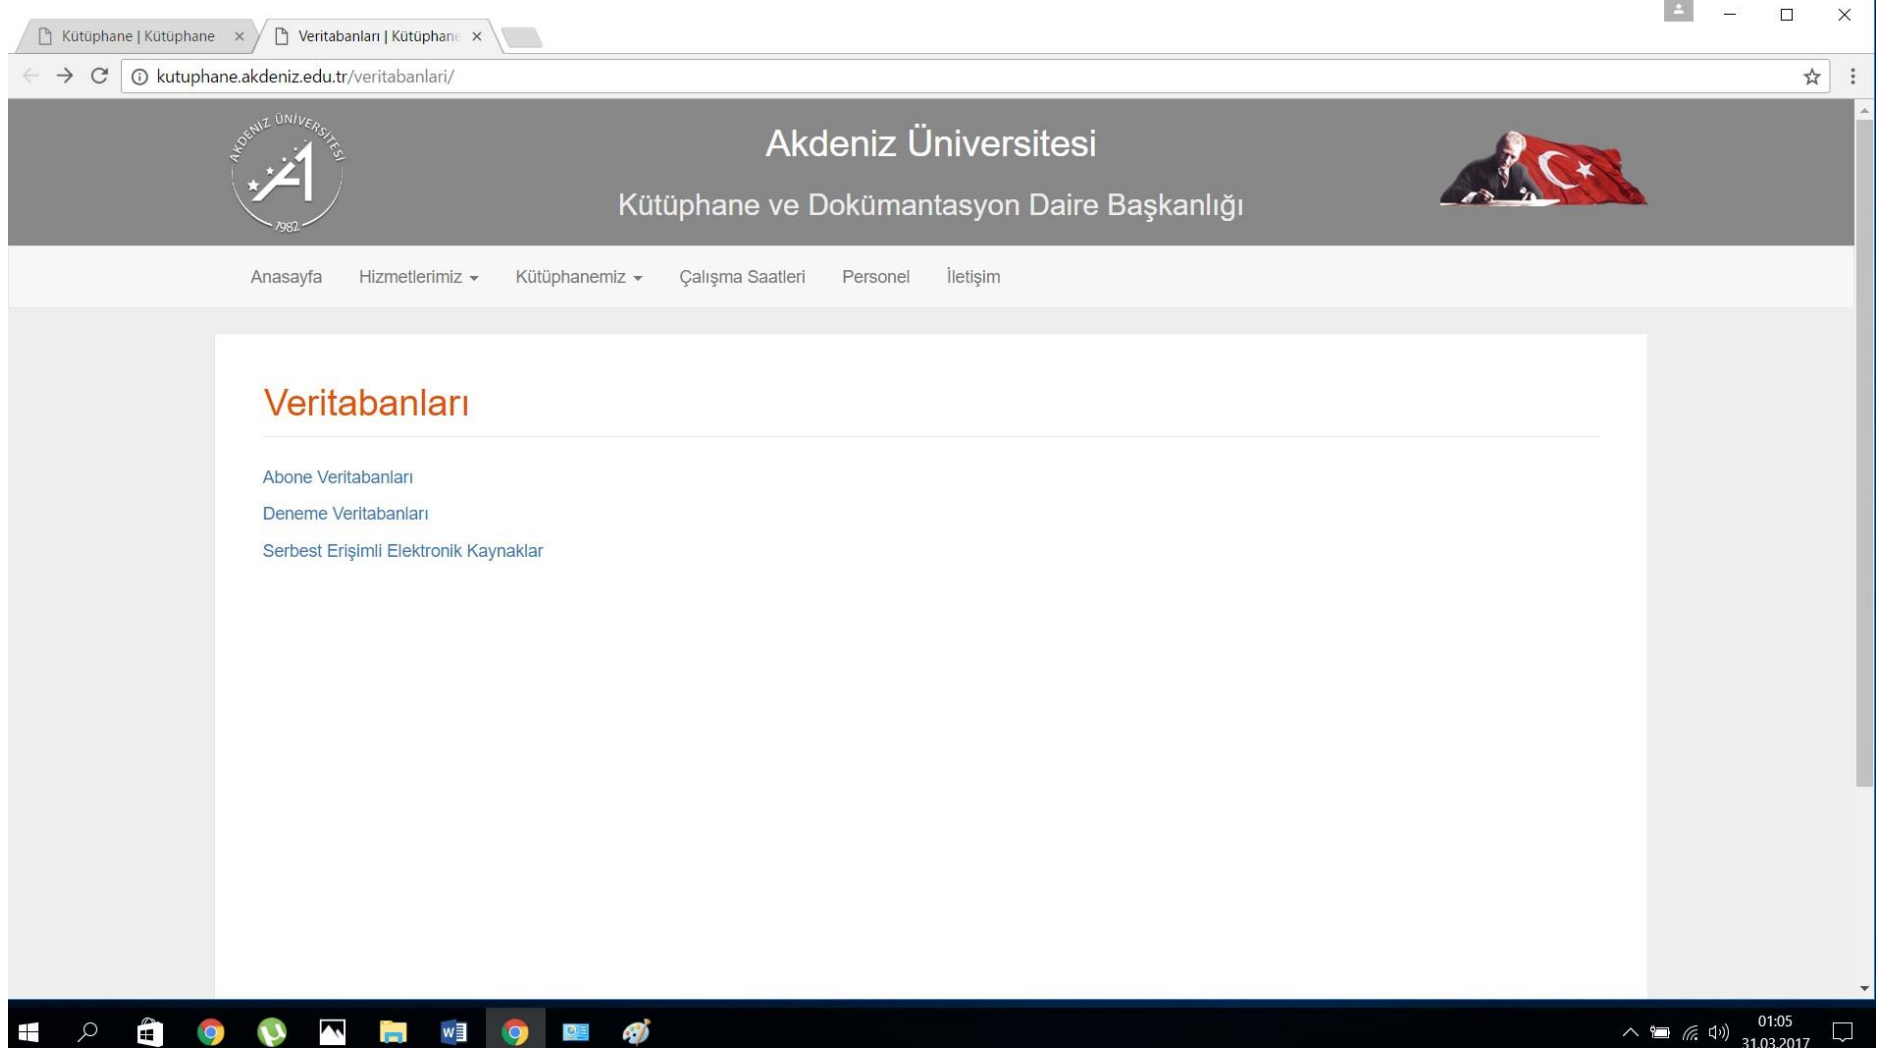 Kütüphane | Kütüphane
Veritabanları | Kütüphane
kutuphane.akdeniz.edu.tr/veritabanlari/
AKDENİZ ÜNİVERSİTESİ
1982
Akdeniz Üniversitesi
Kütüphane ve Dokümantasyon Daire Başkanlığı
Anasayfa Hizmetlerimiz Kütüphanemiz Çalışma Saatleri Personel İletişim
Veritabanları
Abone Veritabanları
Deneme Veritabanları
Serbest Erişimli Elektronik Kaynaklar
01:05
31.03.2017